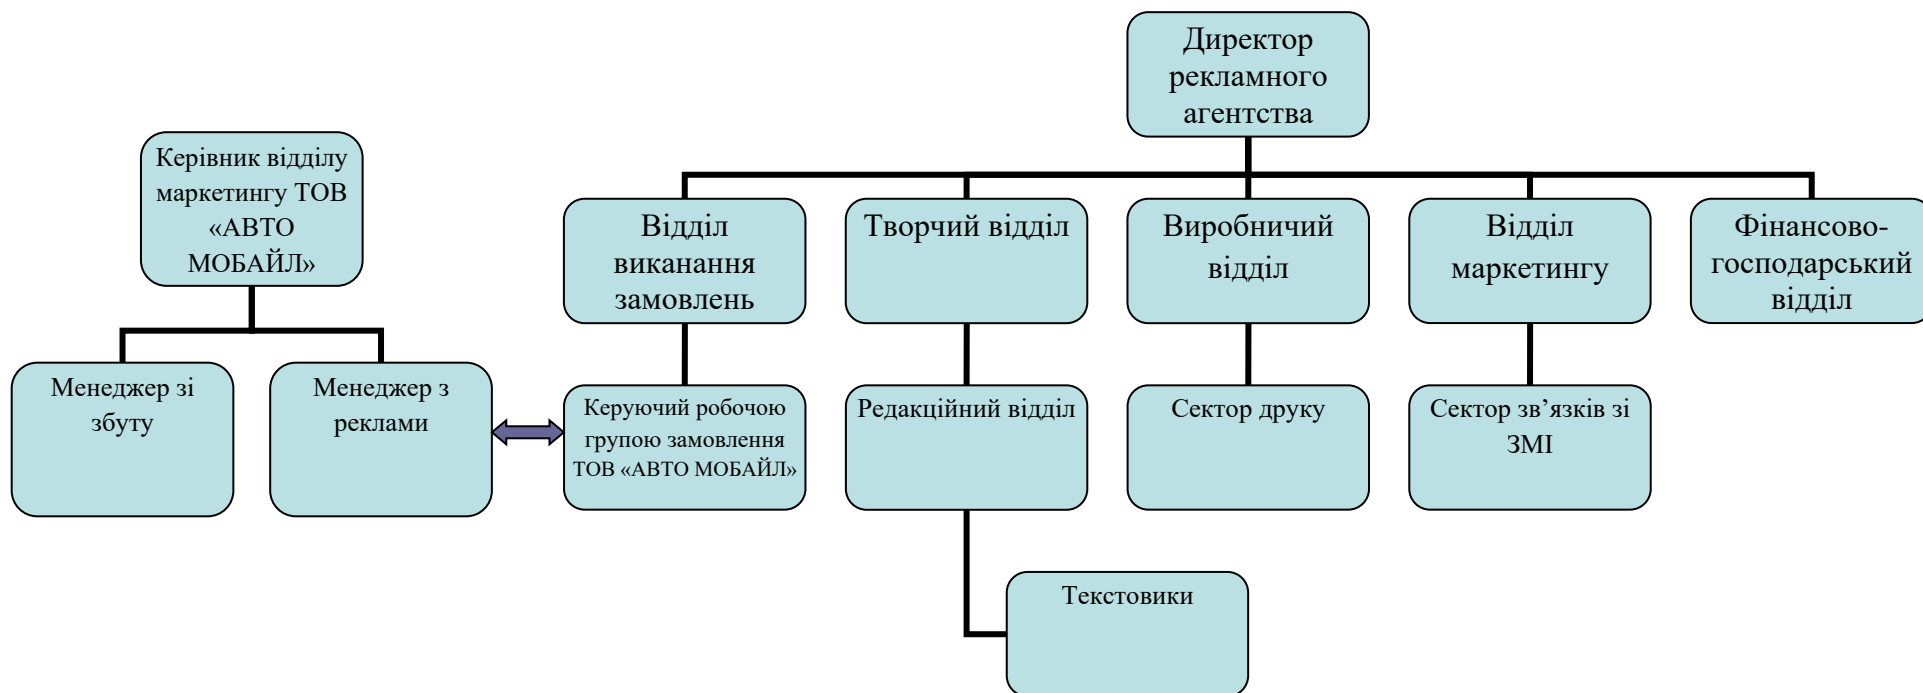 Директор
рекламного
агентства
Керівник відділу
маркетингу ТОВ
«АВТО
МОБАЙЛ»
Менеджер зі
збуту
Менеджер з
реклами
Відділ
виканання
замовлень
Творчий відділ
Виробничий
відділ
Відділ
маркетингу
Фінансово-
господарський
відділ
Керуючий робочою
групою замовлення
ТОВ «АВТО МОБАЙЛ»
Редакційний відділ
Сектор друку
Сектор зв’язків зі
ЗМІ
Текстовики